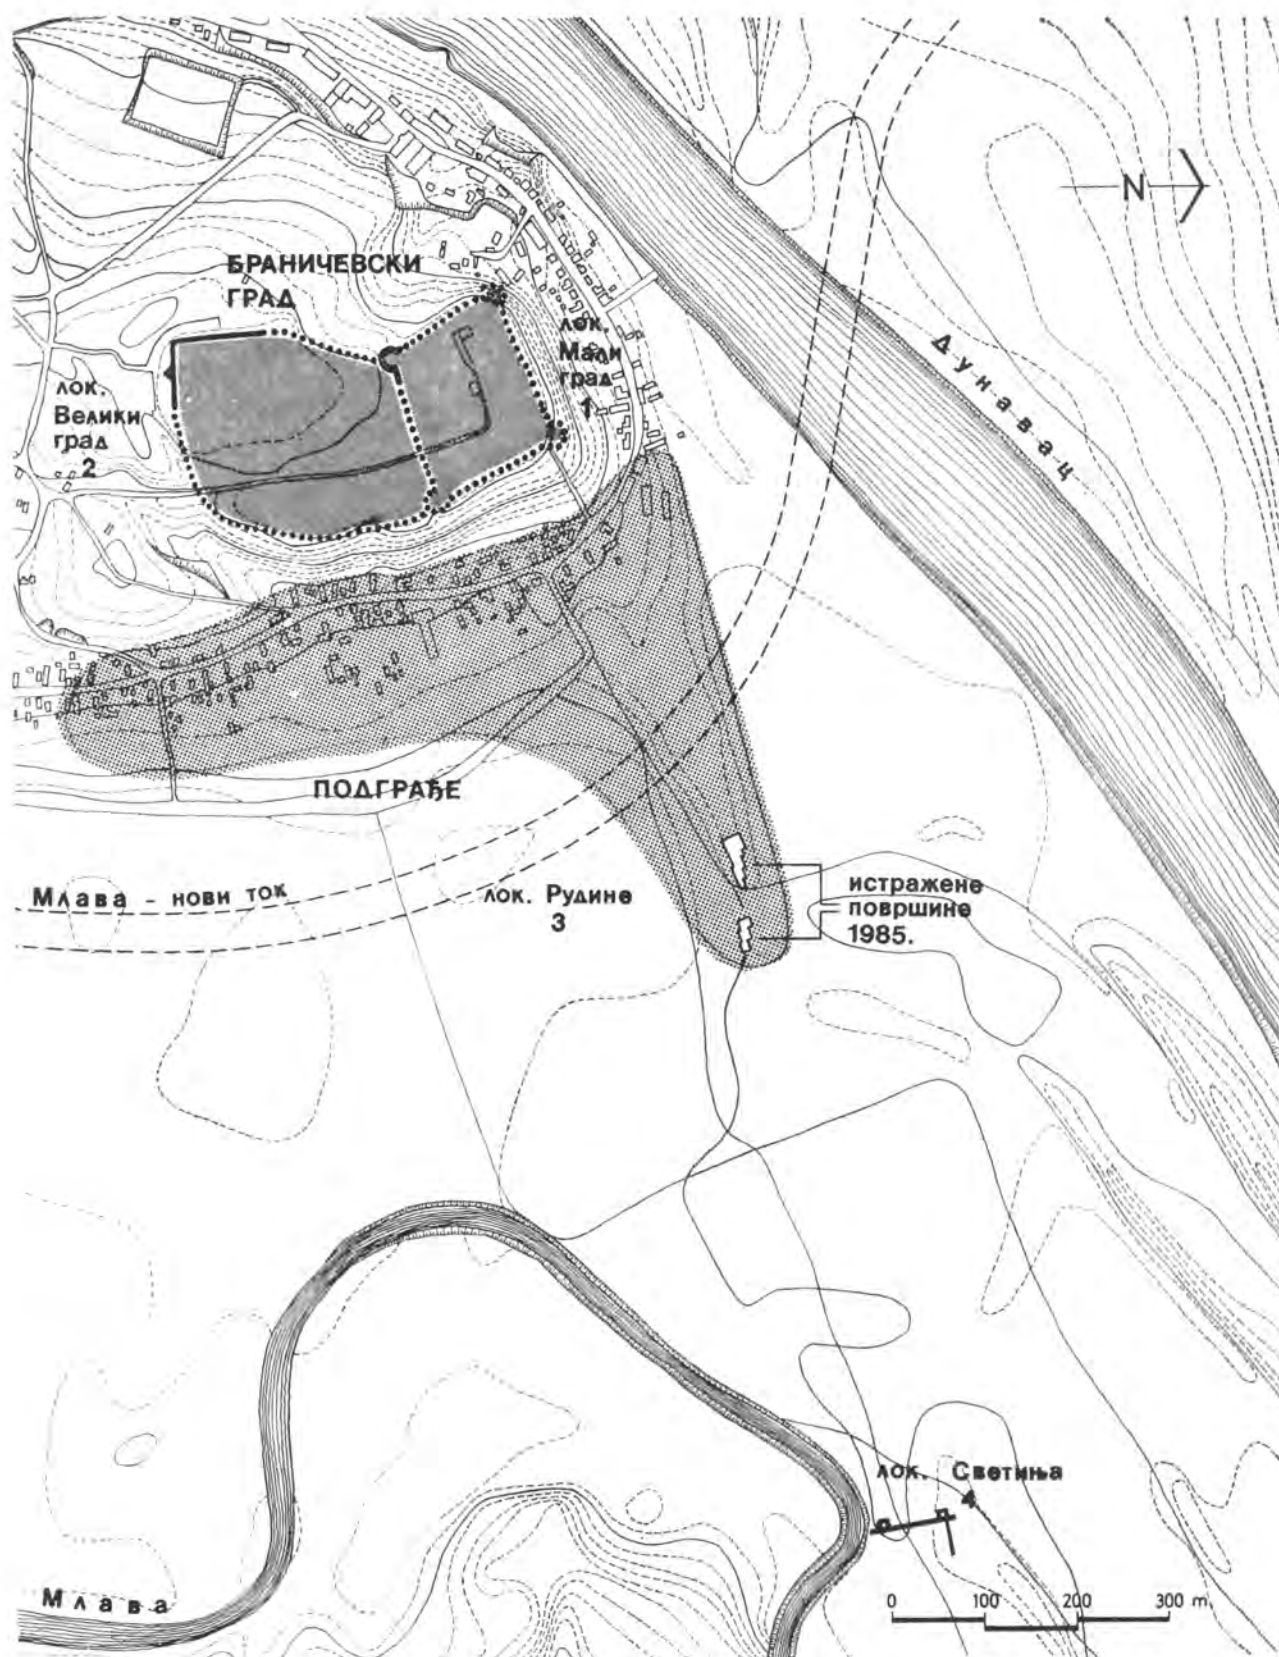 N
БРАНИЧЕВСКИ
ГРАД
лок.
Мали
град
1
Дунавац
лок.
Велики
град
2
ПОДГРАЂЕ
Млава - нови ток
лок. Рудине
3
истражене
површине
1985.
лок. Светиња
4
Млава
0 100 200 300 m